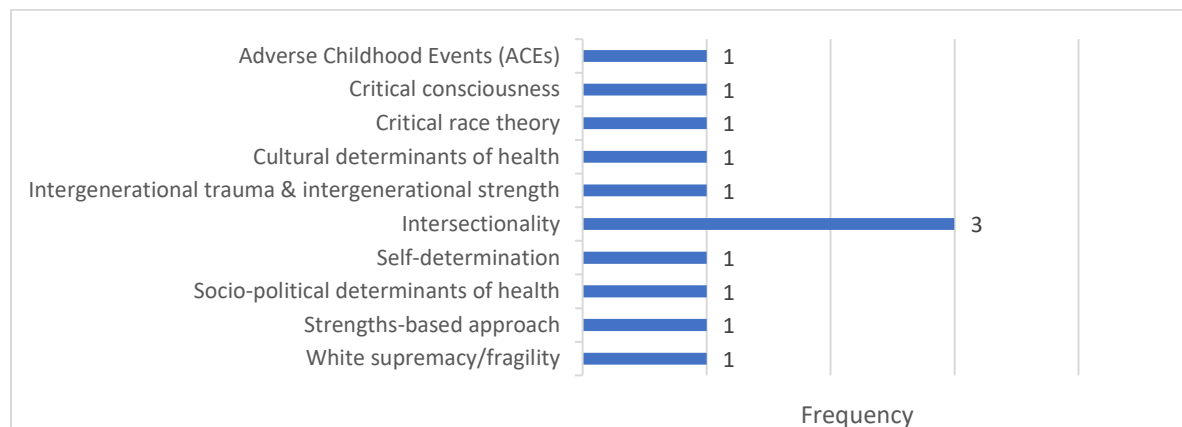 Adverse Childhood Events (ACEs) 1
Critical consciousness 1
Critical race theory 1
Cultural determinants of health 1
Intergenerational trauma & intergenerational strength 1
Intersectionality 3
Self-determination 1
Socio-political determinants of health 1
Strengths-based approach 1
White supremacy/fragility 1
Frequency